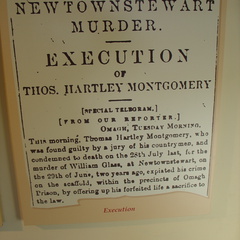 NEWTOWNSTEWART
MURDER.
EXECUTION
OF
THOS. HARTLEY MONTGOMERY
[SPECIAL TELEGRAM.]
[FROM OUR REPORTER.]
OMAGH, TUESDAY MORNING.
This morning, Thomas Hartley Montgomery, who
was found guilty by a jury of his countrymen, and
condemned to death on the 28th July last, for the
murder of William Glass, at Newtownstewart, on
the 29th of June, two years ago, expiated his crime
on the scaffold, within the precincts of Omagh
Prison, by offering up his forfeited life a sacrifice to
the law.
Execution